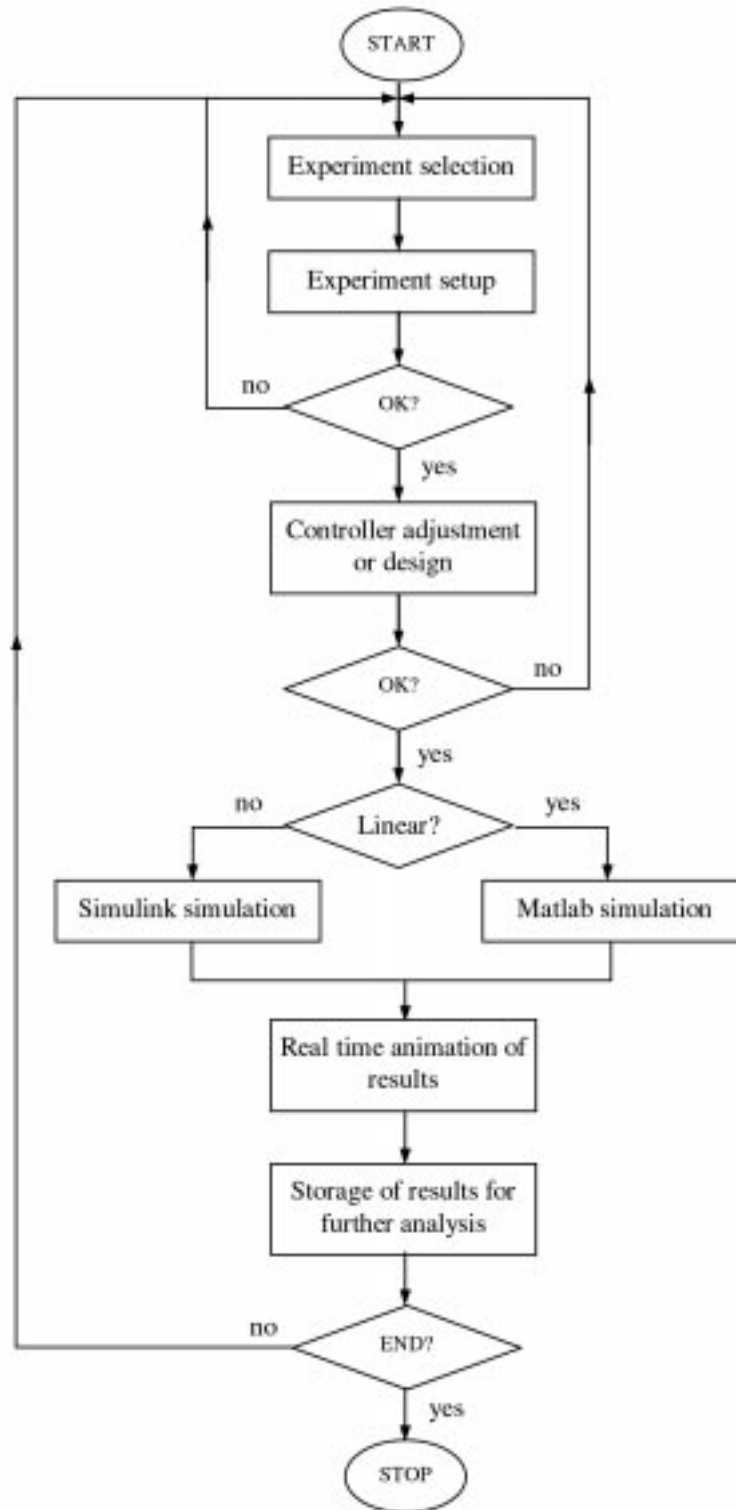 START
Experiment selection
Experiment setup
no
OK?
yes
Controller adjustment
or design
OK?
no
yes
no
yes
Linear?
Simulink simulation
Matlab simulation
Real time animation of
results
Storage of results for
further analysis
no
END?
yes
STOP